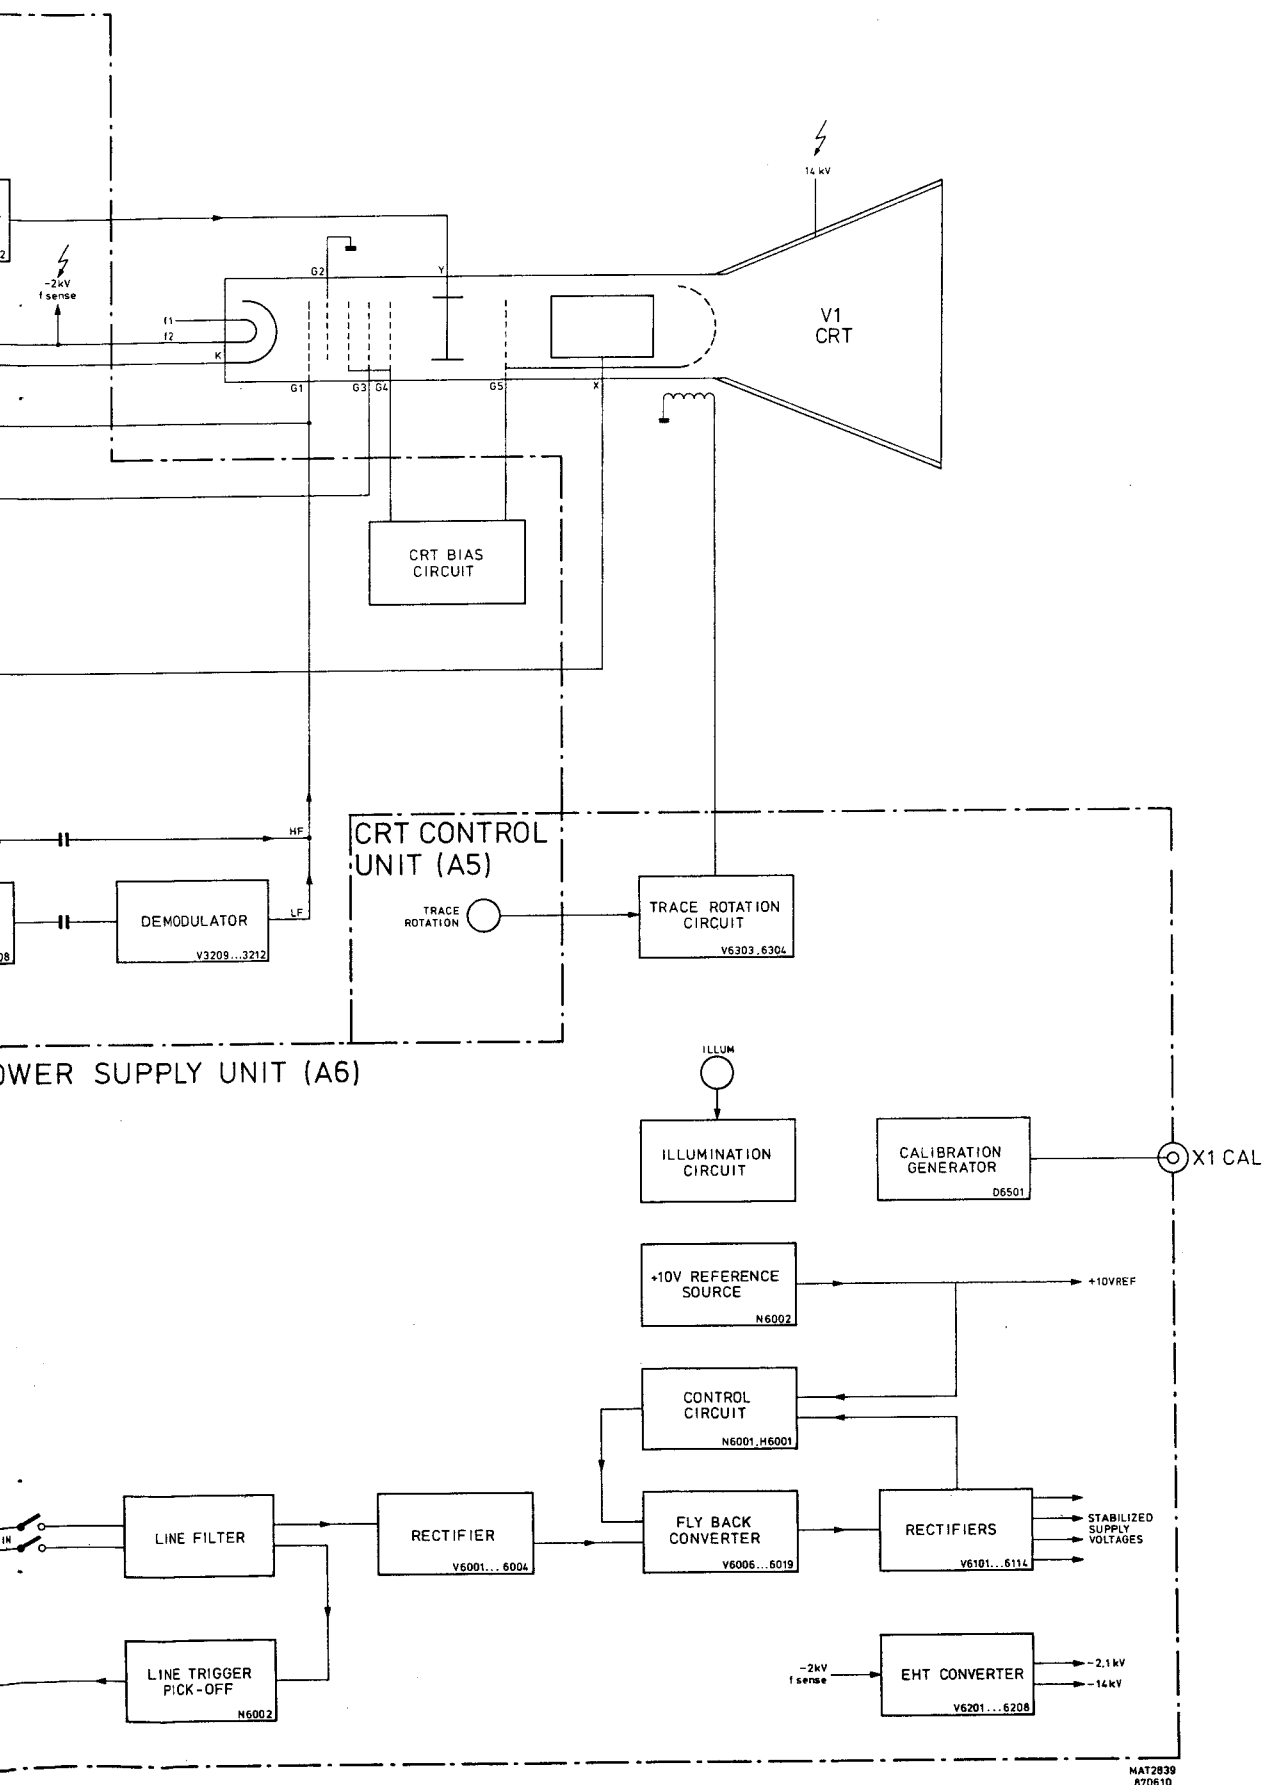 14 kV
2
-2kV
f sense
G2
Y
f1
f2
K
G1
G3
G4
G5
X
V1
CRT
CRT BIAS
CIRCUIT
HF
LF
08
DEMODULATOR
V3209...3212
CRT CONTROL
UNIT (A5)
TRACE
ROTATION
TRACE ROTATION
CIRCUIT
V6303,6304
OWER SUPPLY UNIT (A6)
ILLUM
ILLUMINATION
CIRCUIT
CALIBRATION
GENERATOR
D6501
X1 CAL
+10V REFERENCE
SOURCE
N6002
+10VREF
CONTROL
CIRCUIT
N6001,H6001
IN
LINE FILTER
RECTIFIER
V6001...6004
FLY BACK
CONVERTER
V6006...6019
RECTIFIERS
V6101...6114
STABILIZED
SUPPLY
VOLTAGES
LINE TRIGGER
PICK-OFF
N6002
-2kV
f sense
EHT CONVERTER
V6201...6208
-2,1 kV
-14kV
MAT2839
870610